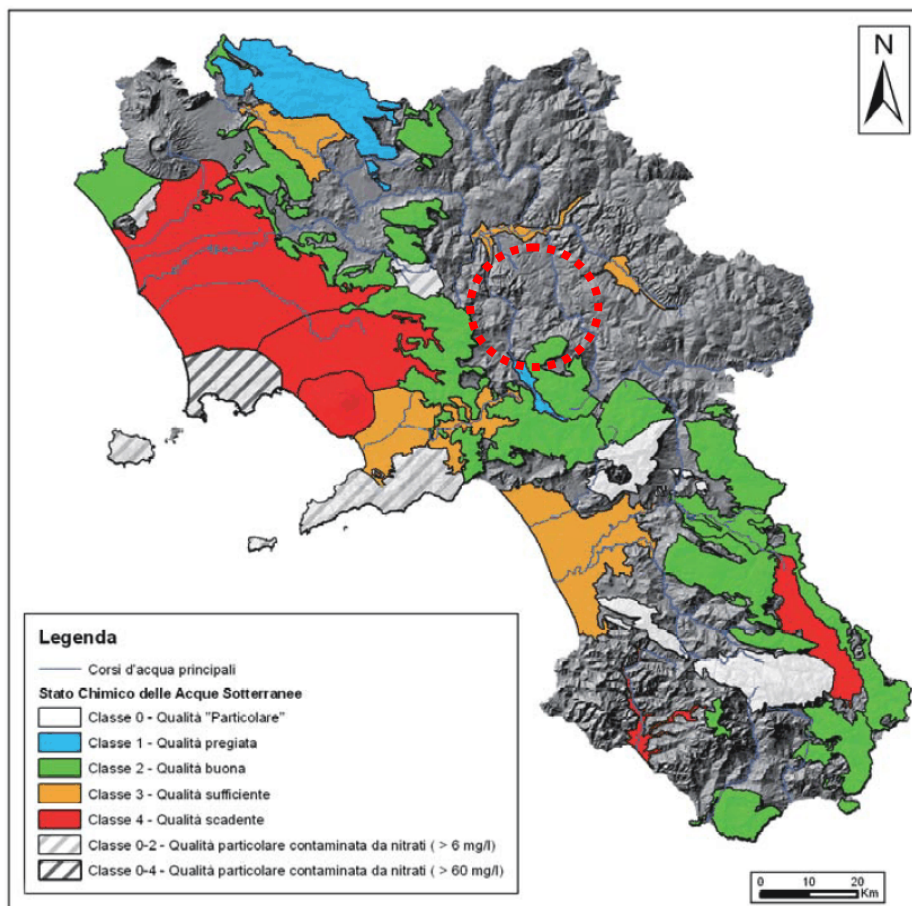 N
Legenda
Corsi d'acqua principali
Stato Chimico delle Acque Sotterranee
Classe 0 - Qualità "Particolare"
Classe 1 - Qualità pregiata
Classe 2 - Qualità buona
Classe 3 - Qualità sufficiente
Classe 4 - Qualità scadente
Classe 0-2 - Qualità particolare contaminata da nitrati ( > 6 mg/l)
Classe 0-4 - Qualità particolare contaminata da nitrati ( > 60 mg/l)
0 10 20
Km